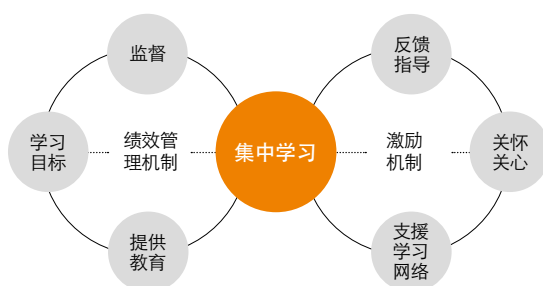 监督
学习
目标
绩效管
理机制
提供
教育
集中学习
反馈
指导
激励
机制
关怀
关心
支援
学习
网络